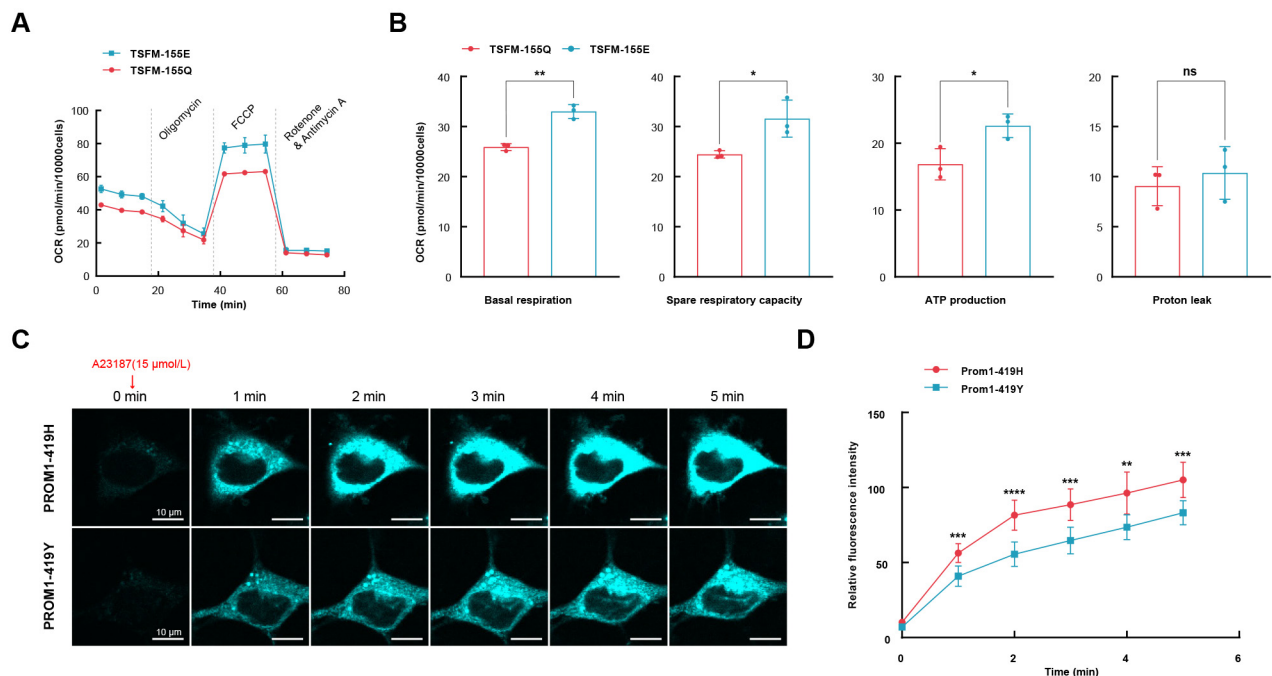 A
TSFM-155E
TSFM-155Q
OCR (pmol/min/10000cells)
100
80
60
40
20
0
Oligomycin
FCCP
Rotenone
& Antimycin A
0 20 40 60 80
Time (min)
B
TSFM-155Q TSFM-155E
OCR (pmol/min/10000cells)
40
30
20
10
0
**
Basal respiration
40
30
20
10
0
*
Spare respiratory capacity
30
20
10
0
*
ATP production
20
15
10
5
0
ns
Proton leak
C
A23187(15 μmol/L)
0 min 1 min 2 min 3 min 4 min 5 min
PROM1-419H
10 μm
PROM1-419Y
10 μm
D
Prom1-419H
Prom1-419Y
Relative fluorescence intensity
150
100
50
0
*** **** *** ** ***
0 2 4 6
Time (min)